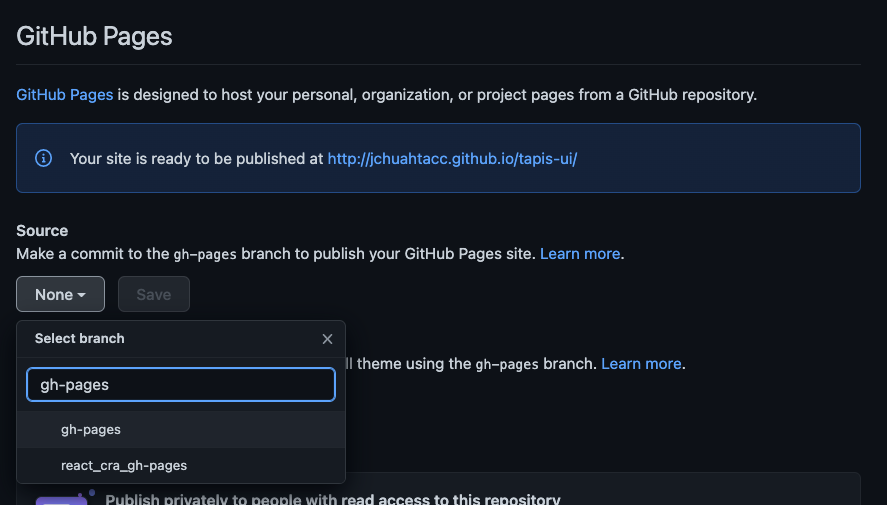 GitHub Pages
GitHub Pages is designed to host your personal, organization, or project pages from a GitHub repository.
Your site is ready to be published at http://jchuahtacc.github.io/tapis-ui/
Source
Make a commit to the gh-pages branch to publish your GitHub Pages site. Learn more.
None
Save
Select branch
ll theme using the gh-pages branch. Learn more.
gh-pages
gh-pages
react_cra_gh-pages
Publish privately to people with read access to this repository